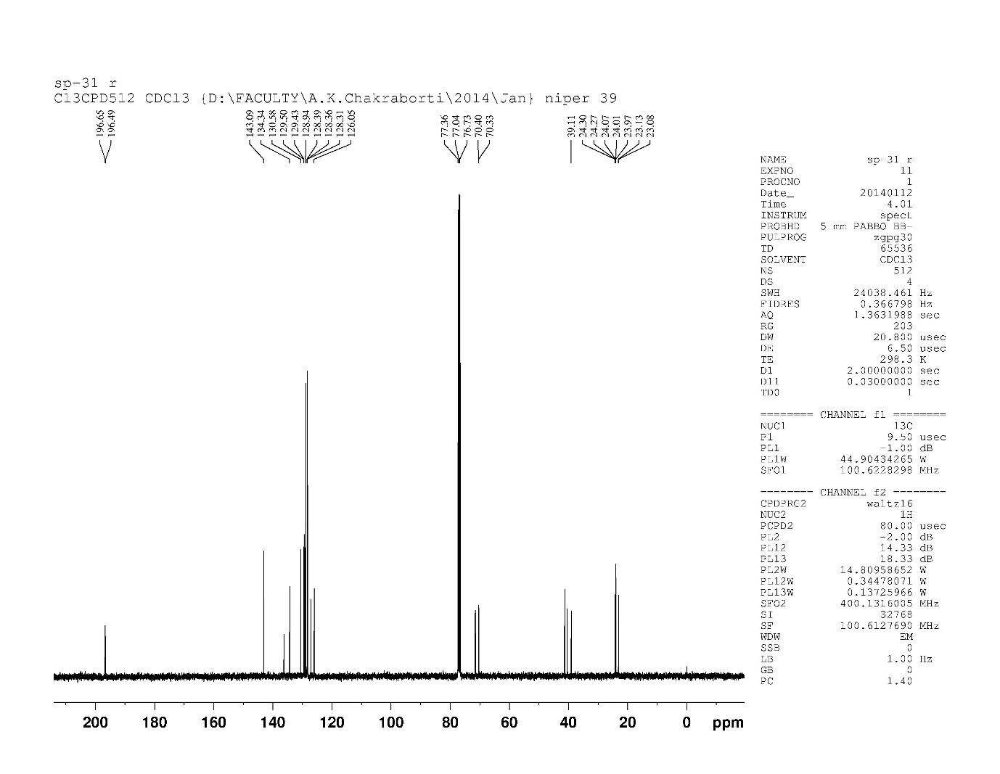 sp-31 r
C13CPD512 CDCl3 {D:\FACULTY\A.K.Chakraborti\2014\Jan} niper 39
196.65
196.49
143.09
134.34
130.58
129.50
129.43
128.94
128.39
128.36
128.31
126.05
77.36
77.04
76.73
70.40
70.33
39.11
24.30
24.27
24.07
24.01
23.97
23.13
23.08
NAME sp-31 r
EXPNO 11
PROCNO 1
Date_ 20140112
Time 4.01
INSTRUM spect
PROBHD 5 mm PABBO BB-
PULPROG zgpg30
TD 65536
SOLVENT CDCl3
NS 512
DS 4
SWH 24038.461 Hz
FIDRES 0.366798 Hz
AQ 1.3631988 sec
RG 203
DW 20.800 usec
DE 6.50 usec
TE 298.3 K
D1 2.00000000 sec
D11 0.03000000 sec
TD0 1
======== CHANNEL f1 ========
NUC1 13C
P1 9.50 usec
PL1 -1.00 dB
PL1W 44.90434265 W
SFO1 100.6228298 MHz
======== CHANNEL f2 ========
CPDPRG2 waltz16
NUC2 1H
PCPD2 80.00 usec
PL2 -2.00 dB
PL12 14.33 dB
PL13 18.33 dB
PL2W 14.80958652 W
PL12W 0.34478071 W
PL13W 0.13725966 W
SFO2 400.1316005 MHz
SI 32768
SF 100.6127690 MHz
WDW EM
SSB 0
LB 1.00 Hz
GB 0
PC 1.40
200 180 160 140 120 100 80 60 40 20 0 ppm